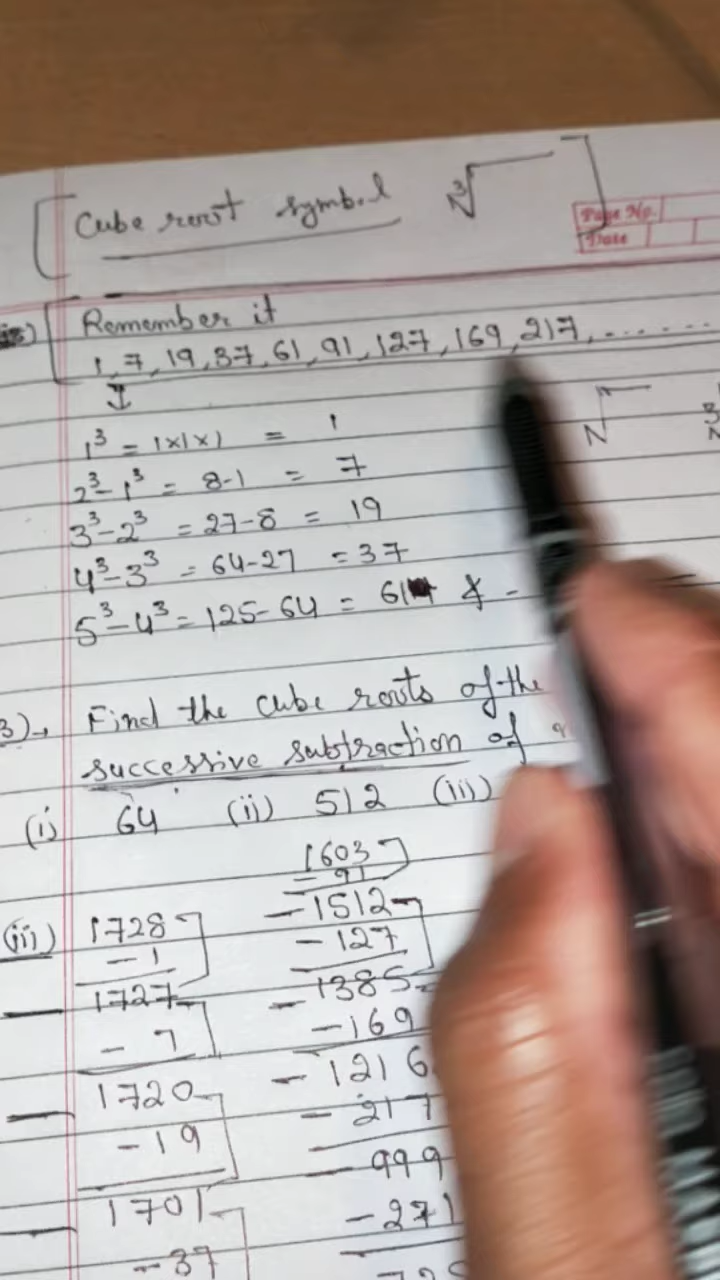 [Cube root symbol ∛]
Page No.
Date
Remember it
1, 7, 19, 37, 61, 91, 127, 169, 217, .......
1³ = 1×1×1 = 1
2³-1³ = 8-1 = 7
3³-2³ = 27-8 = 19
4³-3³ = 64-27 = 37
5³-4³ = 125-64 = 61 & -
3). Find the cube roots of the
successive subtraction of
(i) 64 (ii) 512 (iii)
(iii) 1728
-1
1727
-7
1720
-19
1701
-37
1603
-91
1512
-127
1385
-169
1216
-217
999
-271